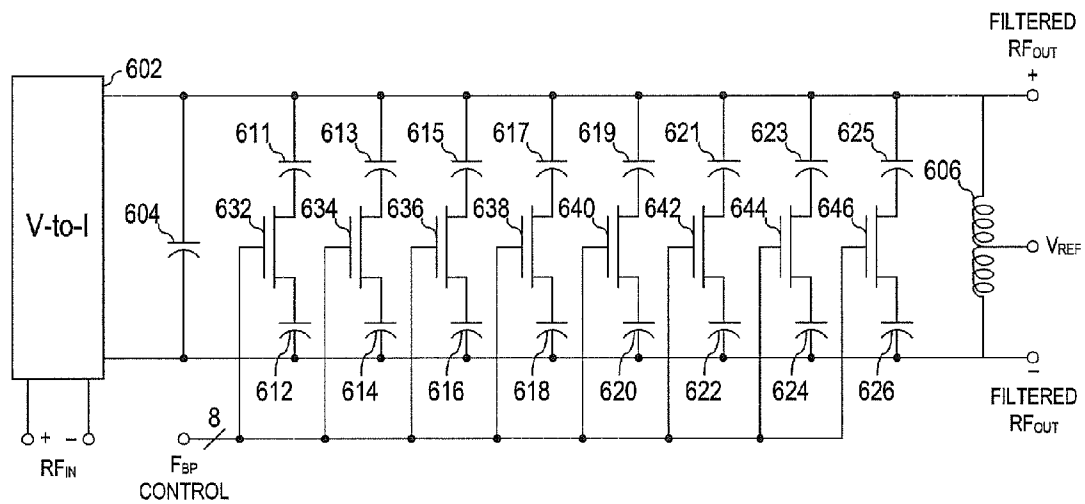 FILTERED
RFOUT
+
602
611 613 615 617 619 621 623 625
606
604
632 634 636 638 640 642 644 646
V-to-I
VREF
612 614 616 618 620 622 624 626
−
FILTERED
RFOUT
8
+ −
RFIN
FBP
CONTROL